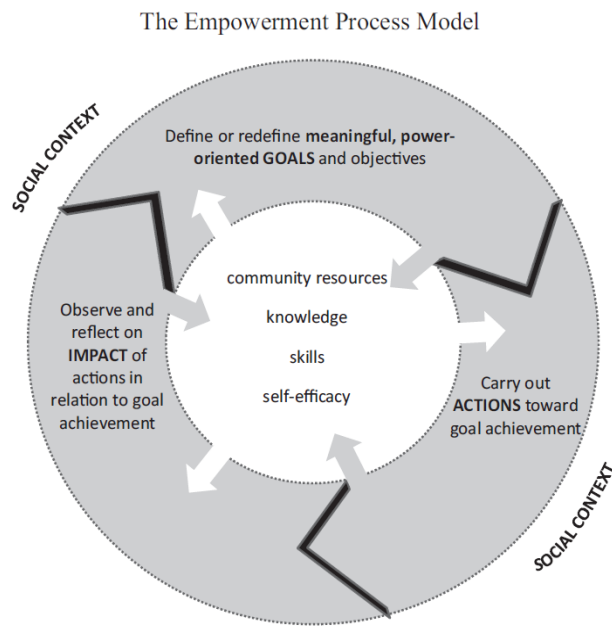 The Empowerment Process Model
SOCIAL CONTEXT
Define or redefine meaningful, power-
oriented GOALS and objectives
community resources
knowledge
skills
self-efficacy
Observe and
reflect on
IMPACT of
actions in
relation to goal
achievement
Carry out
ACTIONS toward
goal achievement
SOCIAL CONTEXT